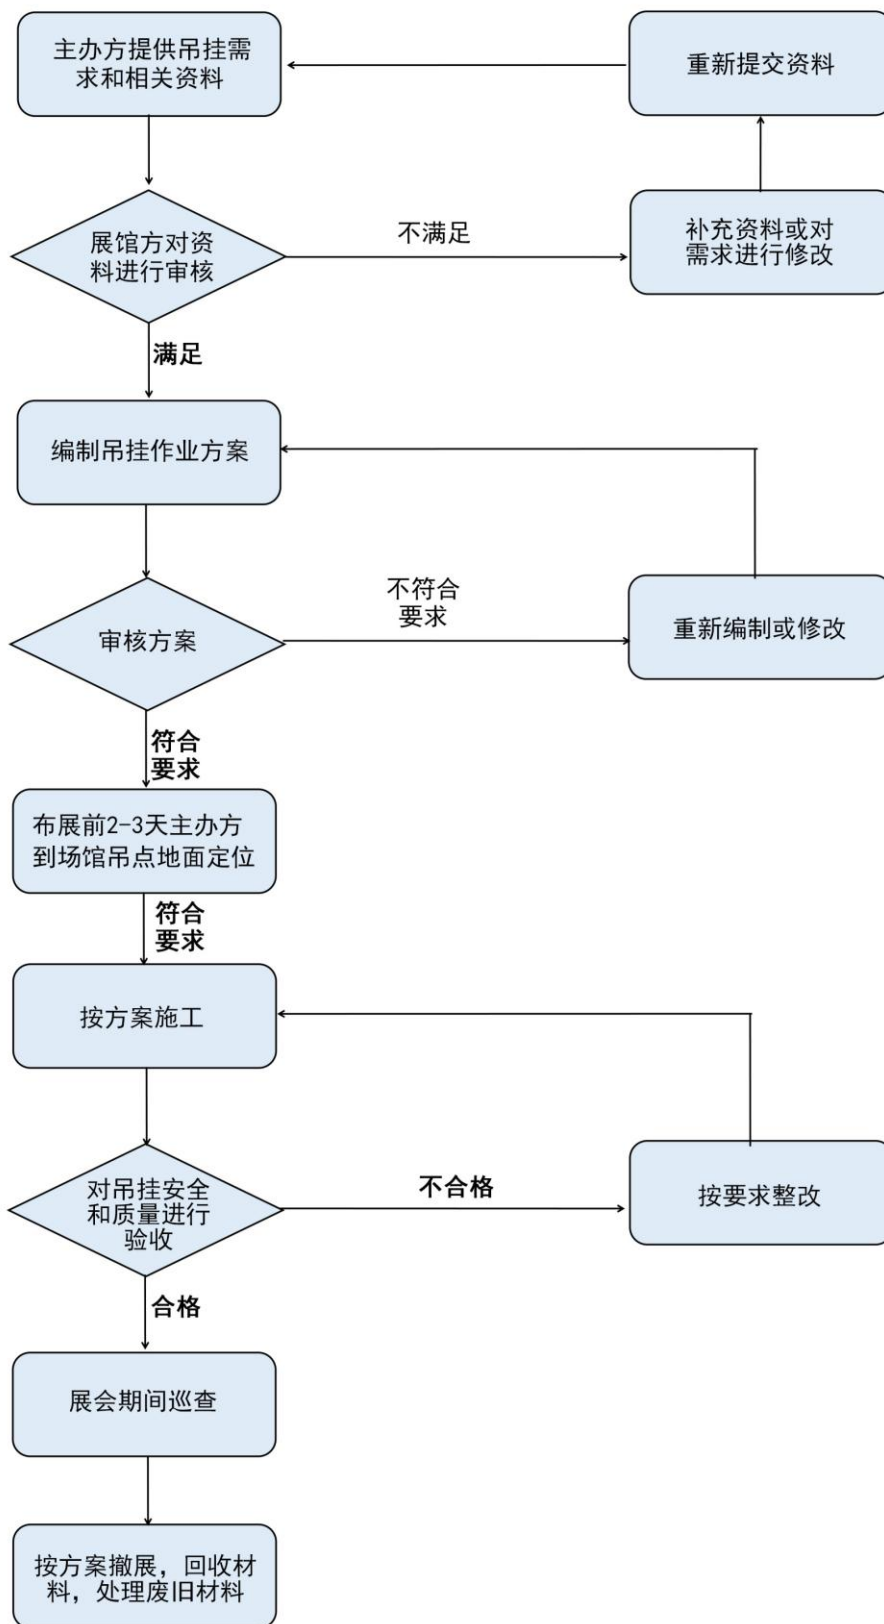 主办方提供吊挂需
求和相关资料
重新提交资料
展馆方对资
料进行审核
不满足
补充资料或对
需求进行修改
满足
编制吊挂作业方案
审核方案
不符合
要求
重新编制或修改
符合
要求
布展前2-3天主办方
到场馆吊点地面定位
符合
要求
按方案施工
对吊挂安全
和质量进行
验收
不合格
按要求整改
合格
展会期间巡查
按方案撤展，回收材
料，处理废旧材料